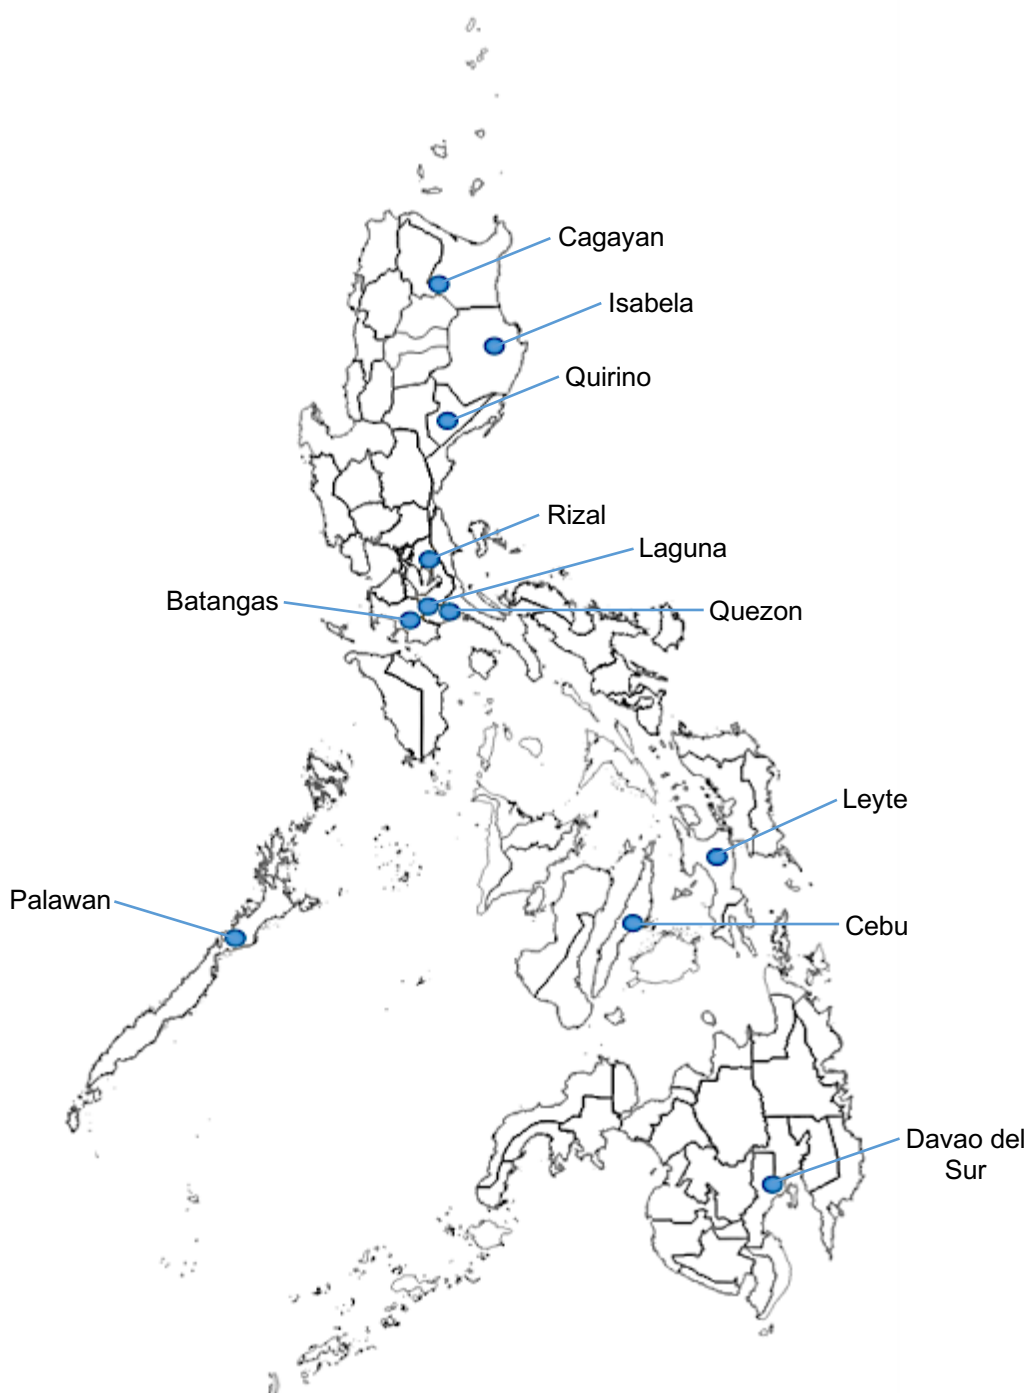 Cagayan
Isabela
Quirino
Rizal
Laguna
Batangas
Quezon
Leyte
Palawan
Cebu
Davao del
Sur